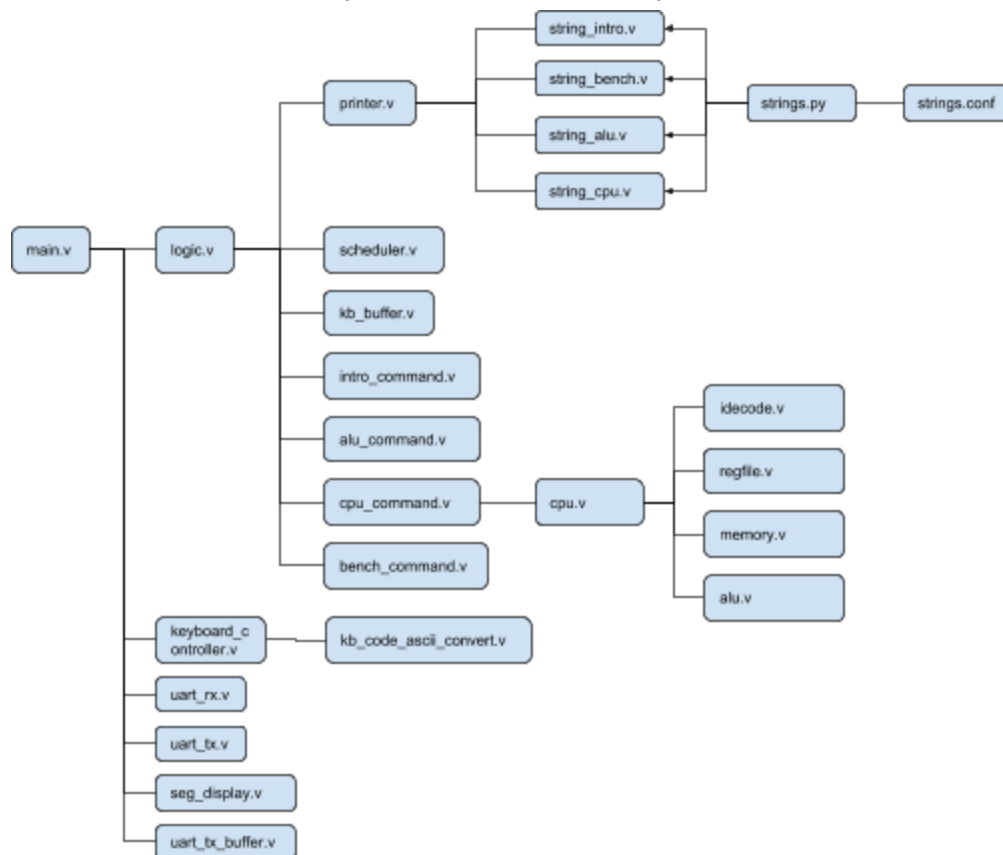 string_intro.v
string_bench.v
printer.v
strings.py
strings.conf
string_alu.v
string_cpu.v
main.v
logic.v
scheduler.v
kb_buffer.v
intro_command.v
idecode.v
alu_command.v
regfile.v
cpu_command.v
cpu.v
memory.v
bench_command.v
alu.v
keyboard_c
ontroller.v
kb_code_ascii_convert.v
uart_rx.v
uart_tx.v
seg_display.v
uart_tx_buffer.v